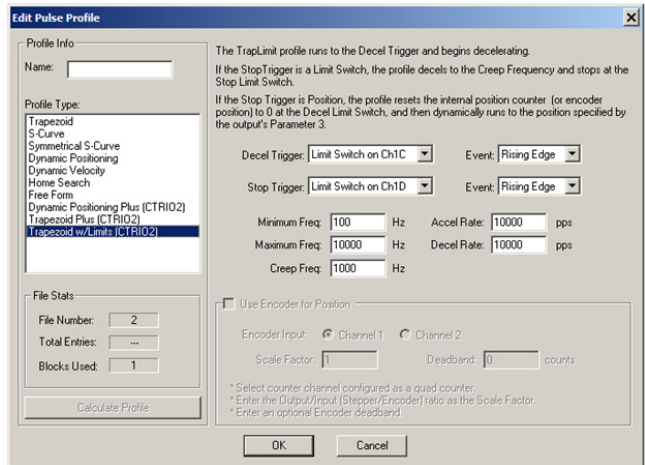 Edit Pulse Profile
Profile Info
Name:
Profile Type:
Trapezoid
S-Curve
Symmetrical S-Curve
Dynamic Positioning
Dynamic Velocity
Home Search
Free Form
Dynamic Positioning Plus (CTRIO2)
Trapezoid Plus (CTRIO2)
Trapezoid w/Limits (CTRIO2)
File Stats
File Number: 2
Total Entries: ---
Blocks Used: 1
Calculate Profile
The TrapLimit profile runs to the Decel Trigger and begins decelerating.
If the StopTrigger is a Limit Switch, the profile decels to the Creep Frequency and stops at the
Stop Limit Switch.
If the Stop Trigger is Position, the profile resets the internal position counter (or encoder
position) to 0 at the Decel Limit Switch, and then dynamically runs to the position specified by
the output's Parameter 3.
Decel Trigger: Limit Switch on Ch1C Event: Rising Edge
Stop Trigger: Limit Switch on Ch1D Event: Rising Edge
Minimum Freq: 100 Hz Accel Rate: 10000 pps
Maximum Freq: 10000 Hz Decel Rate: 10000 pps
Creep Freq: 1000 Hz
Use Encoder for Position
Encoder Input: Channel 1 Channel 2
Scale Factor: 1 Deadband: 0 counts
* Select counter channel configured as a quad counter.
* Enter the Output/Input (Stepper/Encoder) ratio as the Scale Factor.
* Enter an optional Encoder deadband.
OK Cancel